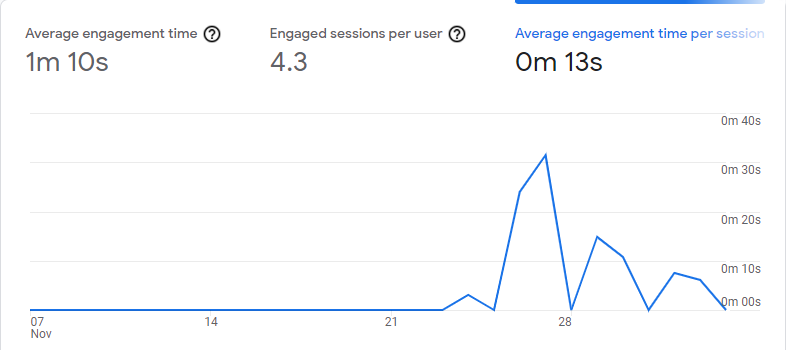 Average engagement time ?
Engaged sessions per user ?
Average engagement time per session
1m 10s
4.3
0m 13s
0m 40s
0m 30s
0m 20s
0m 10s
0m 00s
07
Nov
14
21
28